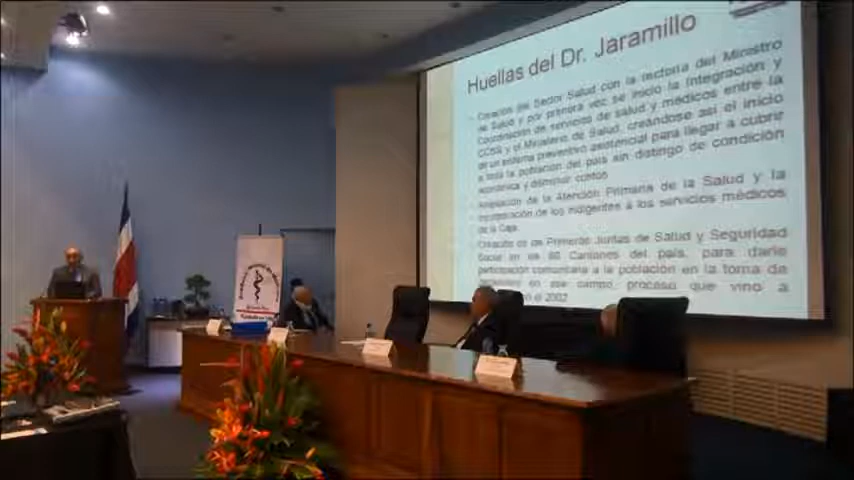 Huellas del Dr. Jaramillo
Creación del Sector Salud con la rectoría del Ministro
de Salud y por primera vez se inicio la Integración y
Coordinación de servicios de salud y médicos entre la
CCSS y el Ministerio de Salud, creándose así el inicio
de un sistema preventivo asistencial para llegar a cubrir
a toda la población del país sin distingo de condición
económica y disminuir costos
Ampliación de la Atención Primaria de la Salud y la
incorporación de los indigentes a los servicios médicos
de la Caja.
Creación de las Primeras Juntas de Salud y Seguridad
Social en los 80 Cantones del país, para darle
participación comunitaria a la población en la toma de
en ese campo, proceso que vino a
el 2002